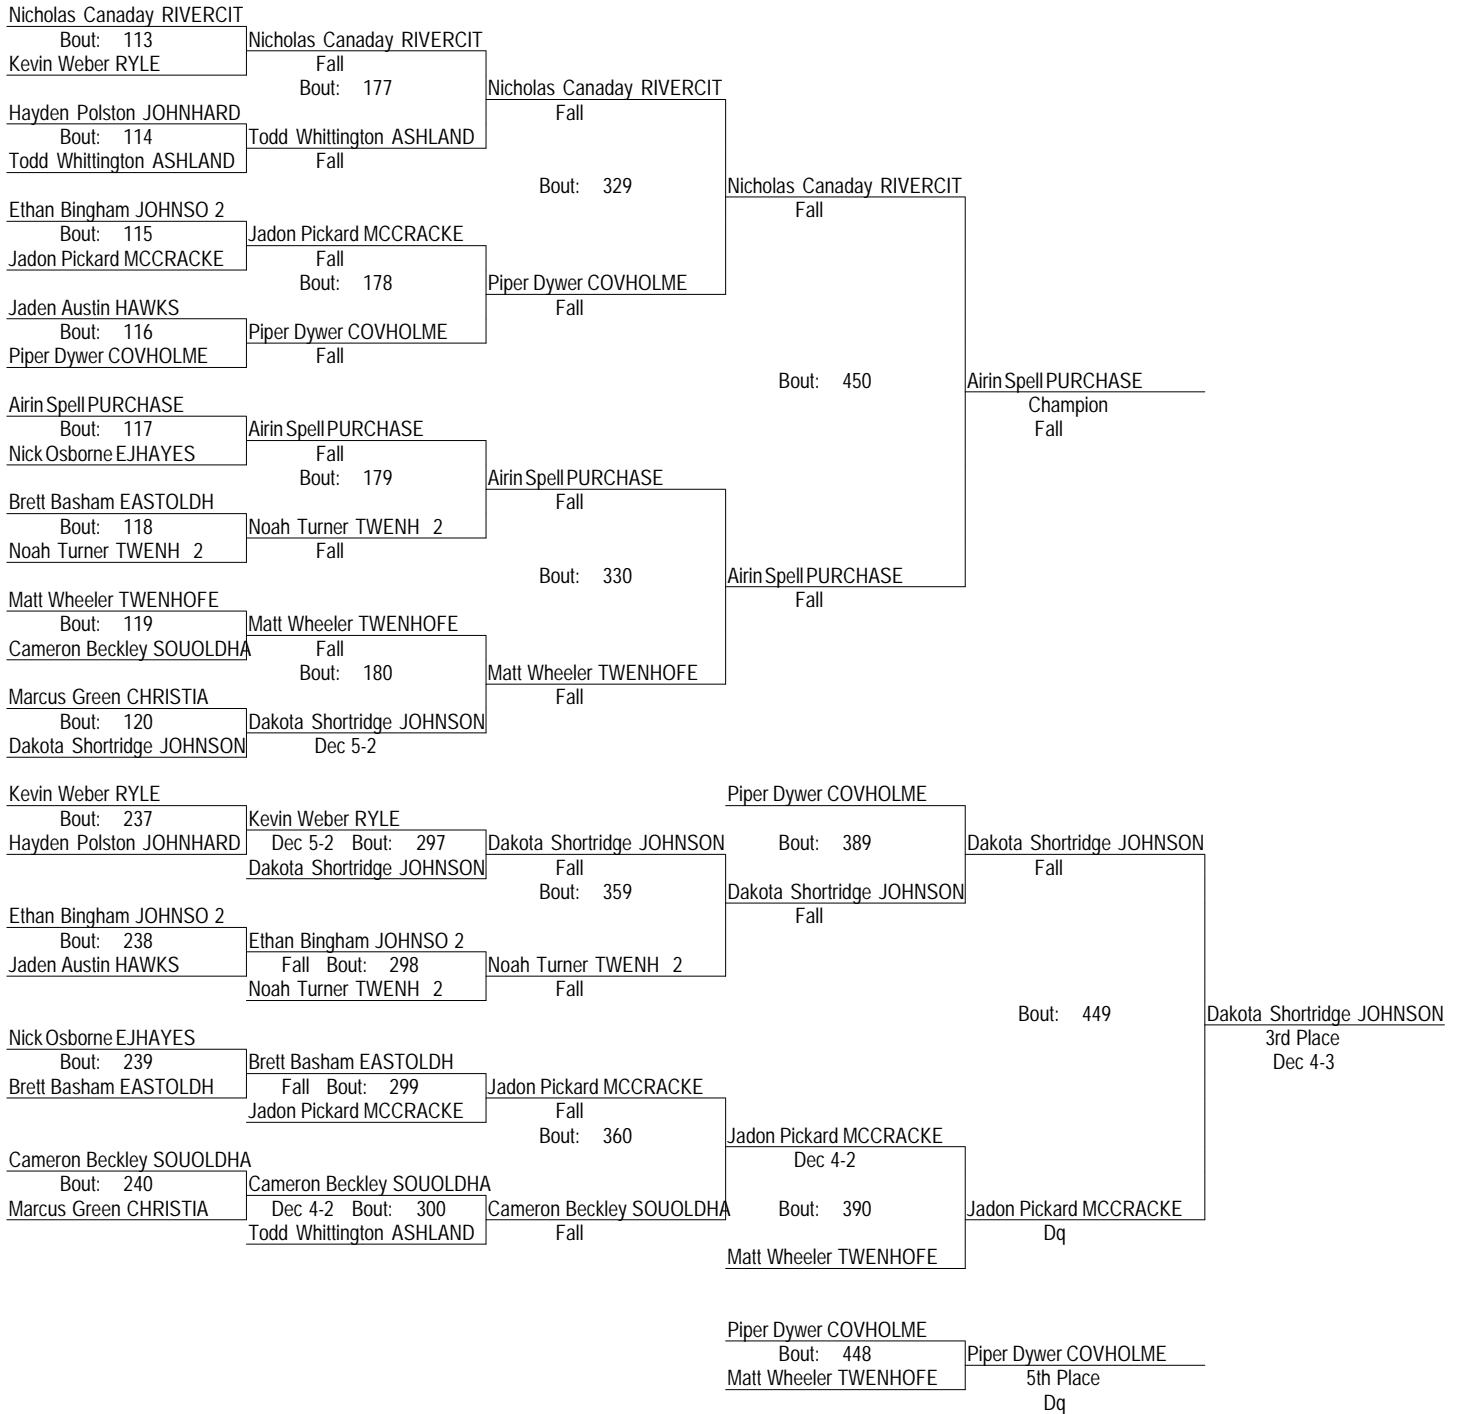 Nicholas Canaday RIVERCIT
Bout: 113 Nicholas Canaday RIVERCIT
Kevin Weber RYLE Fall
Bout: 177 Nicholas Canaday RIVERCIT
Hayden Polston JOHNHARD Fall
Bout: 114 Todd Whittington ASHLAND
Todd Whittington ASHLAND Fall
Bout: 329 Nicholas Canaday RIVERCIT
Ethan Bingham JOHNSO 2 Fall
Bout: 115 Jadon Pickard MCCRACKE
Jadon Pickard MCCRACKE Fall
Bout: 178 Piper Dywer COVHOLME
Jaden Austin HAWKS Fall
Bout: 116 Piper Dywer COVHOLME
Piper Dywer COVHOLME Fall
Bout: 450 Airin Spell PURCHASE
Airin Spell PURCHASE Champion
Bout: 117 Airin Spell PURCHASE Fall
Nick Osborne EJHAYES Fall
Bout: 179 Airin Spell PURCHASE
Brett Basham EASTOLDH Fall
Bout: 118 Noah Turner TWENH 2
Noah Turner TWENH 2 Fall
Bout: 330 Airin Spell PURCHASE
Matt Wheeler TWENHOFE Fall
Bout: 119 Matt Wheeler TWENHOFE
Cameron Beckley SOUOLDHA Fall
Bout: 180 Matt Wheeler TWENHOFE
Marcus Green CHRISTIA Fall
Bout: 120 Dakota Shortridge JOHNSON
Dakota Shortridge JOHNSON Dec 5-2
Kevin Weber RYLE Piper Dywer COVHOLME
Bout: 237 Kevin Weber RYLE
Hayden Polston JOHNHARD Dec 5-2 Bout: 297 Dakota Shortridge JOHNSON Bout: 389 Dakota Shortridge JOHNSON
Dakota Shortridge JOHNSON Fall Fall
Bout: 359 Dakota Shortridge JOHNSON
Ethan Bingham JOHNSO 2 Fall
Bout: 238 Ethan Bingham JOHNSO 2
Jaden Austin HAWKS Fall Bout: 298 Noah Turner TWENH 2
Noah Turner TWENH 2 Fall
Bout: 449 Dakota Shortridge JOHNSON
Nick Osborne EJHAYES 3rd Place
Bout: 239 Brett Basham EASTOLDH Dec 4-3
Brett Basham EASTOLDH Fall Bout: 299 Jadon Pickard MCCRACKE
Jadon Pickard MCCRACKE Fall
Bout: 360 Jadon Pickard MCCRACKE
Cameron Beckley SOUOLDHA Dec 4-2
Bout: 240 Cameron Beckley SOUOLDHA
Marcus Green CHRISTIA Dec 4-2 Bout: 300 Cameron Beckley SOUOLDHA Bout: 390 Jadon Pickard MCCRACKE
Todd Whittington ASHLAND Fall Dq
Matt Wheeler TWENHOFE
Piper Dywer COVHOLME
Bout: 448 Piper Dywer COVHOLME
Matt Wheeler TWENHOFE 5th Place
Dq